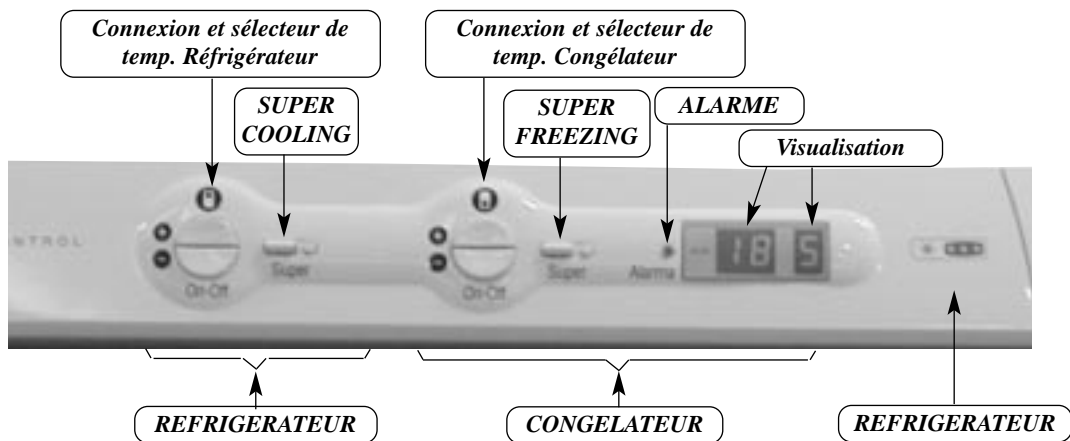 Connexion et sélecteur de
temp. Réfrigérateur
Connexion et sélecteur de
temp. Congélateur
SUPER
COOLING
SUPER
FREEZING
ALARME
Visualisation
NTROL
Super
On-Off
Super
On-Off
Alarma
-- 18 5
REFRIGERATEUR
CONGELATEUR
REFRIGERATEUR